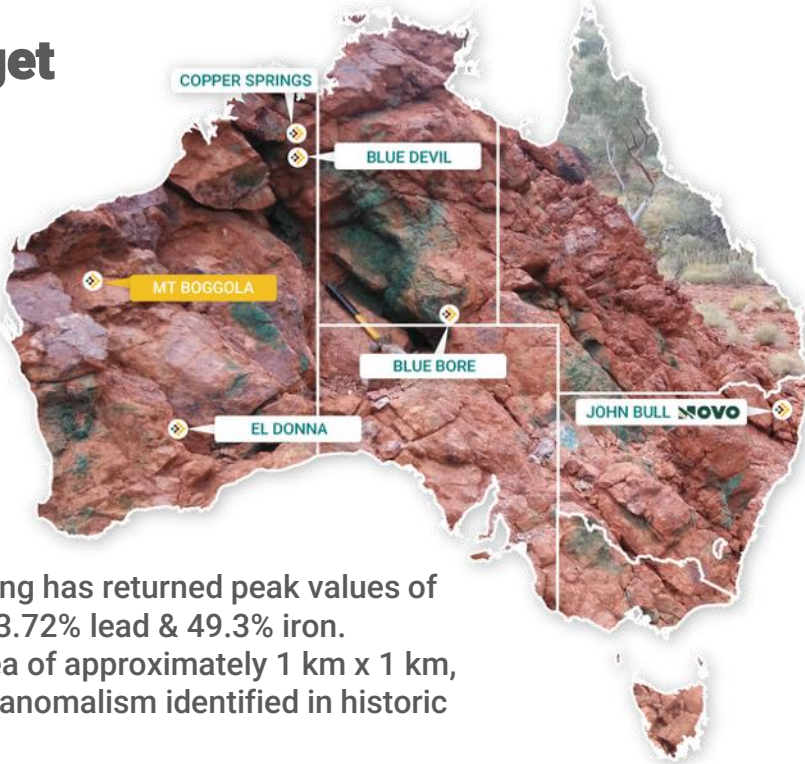 get
COPPER SPRINGS
BLUE DEVIL
MT BOGGOLA
BLUE BORE
JOHN BULL NOVO
EL DONNA
ng has returned peak values of
3.72% lead & 49.3% iron.
ea of approximately 1 km x 1 km,
anomalism identified in historic